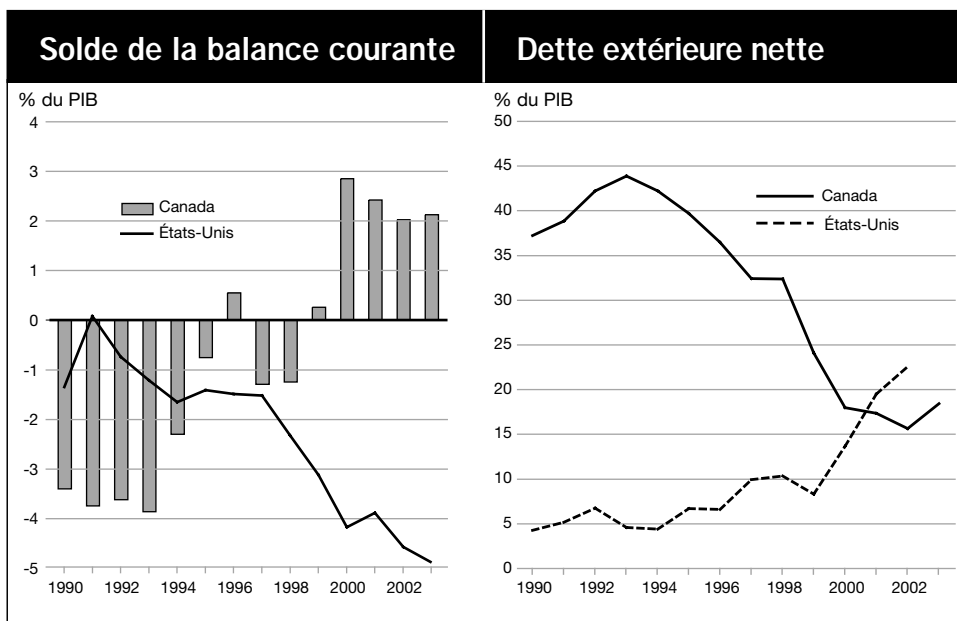 Solde de la balance courante
% du PIB
4
3
2
1
0
-1
-2
-3
-4
-5
Canada
États-Unis
1990 1992 1994 1996 1998 2000 2002
Dette extérieure nette
% du PIB
50
45
40
35
30
25
20
15
10
5
0
Canada
États-Unis
1990 1992 1994 1996 1998 2000 2002